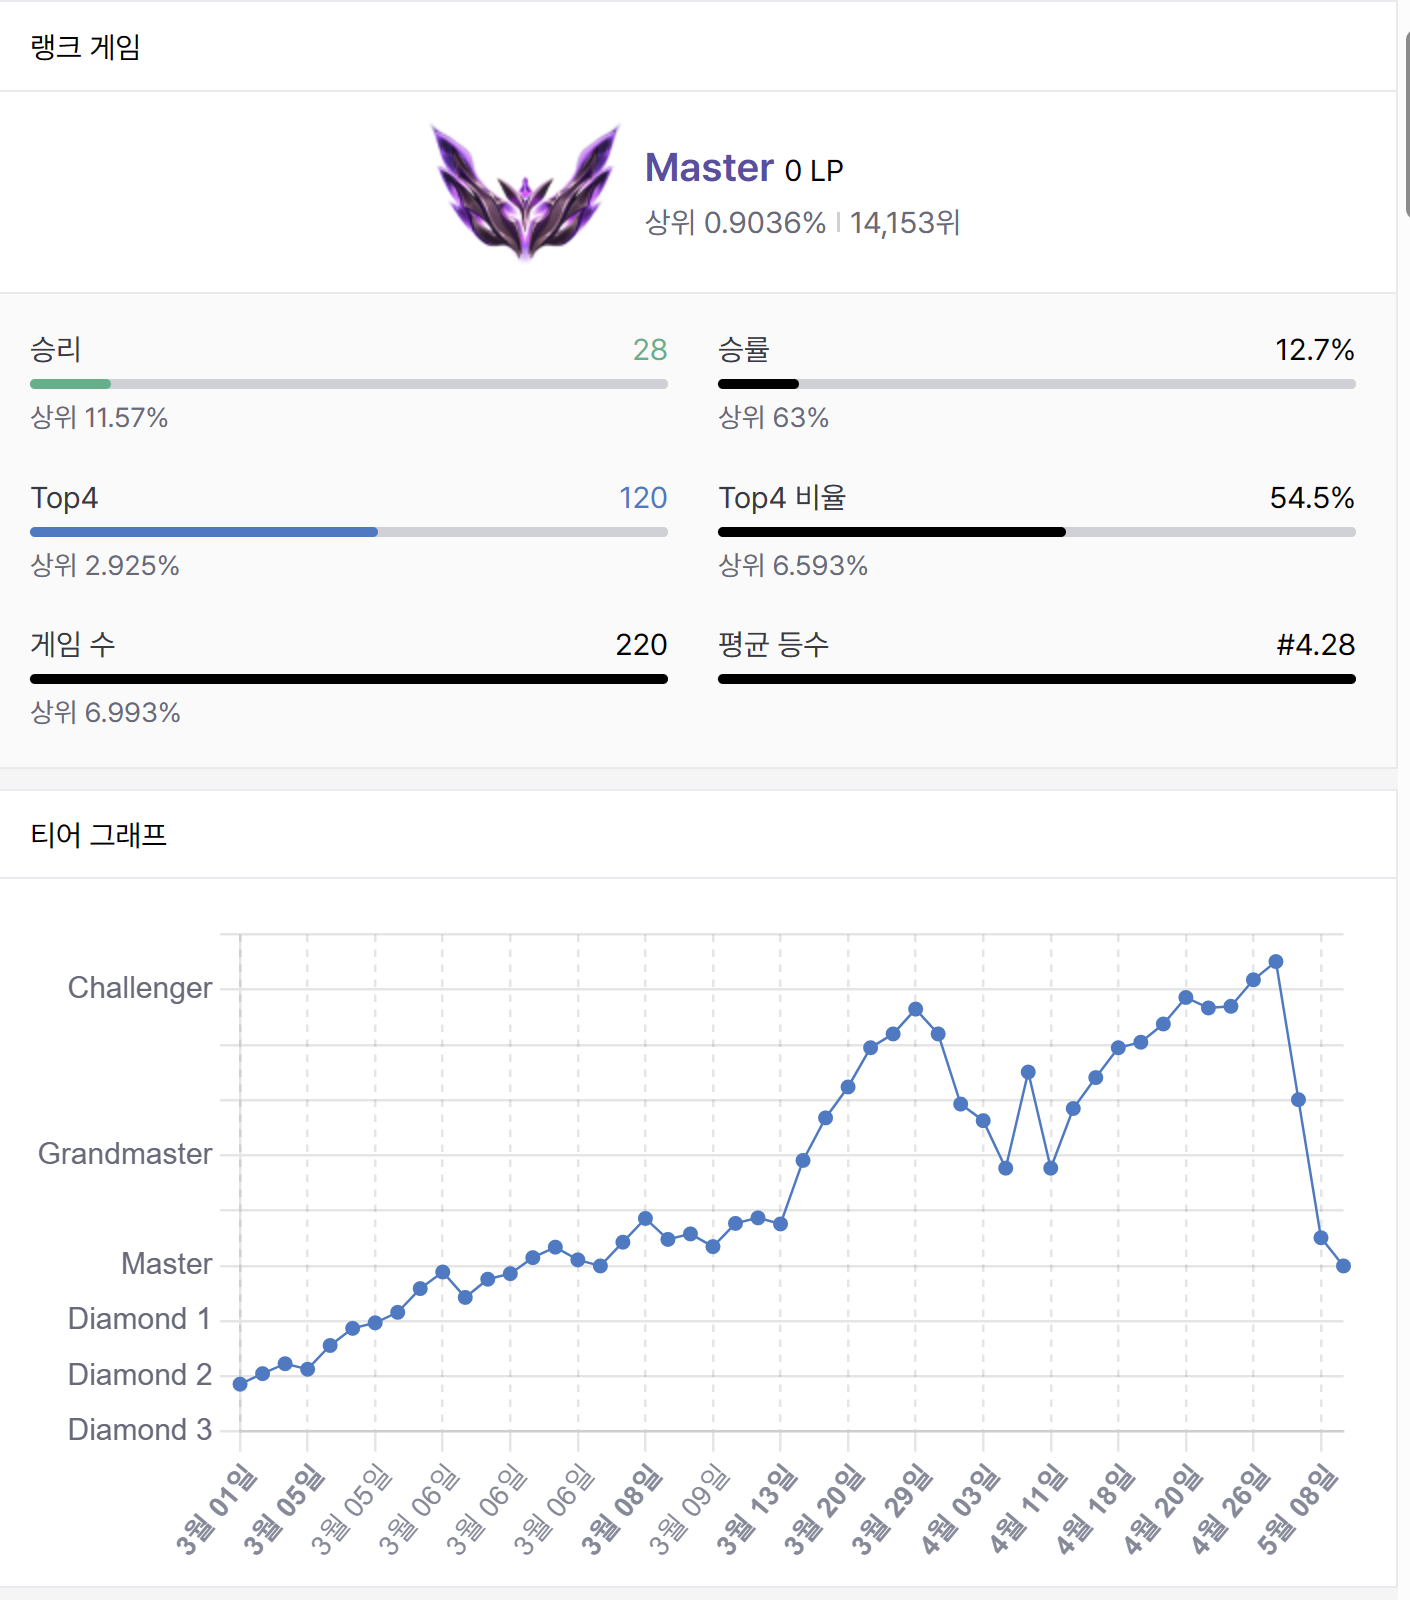 랭크 게임
Master 0 LP
상위 0.9036% | 14,153위
승리 28
상위 11.57%
승률 12.7%
상위 63%
Top4 120
상위 2.925%
Top4 비율 54.5%
상위 6.593%
게임 수 220
상위 6.993%
평균 등수 #4.28
티어 그래프
Challenger
Grandmaster
Master
Diamond 1
Diamond 2
Diamond 3
3월 01일
3월 05일
3월 05일
3월 06일
3월 06일
3월 06일
3월 08일
3월 09일
3월 13일
3월 20일
3월 29일
4월 03일
4월 11일
4월 18일
4월 20일
4월 26일
5월 08일